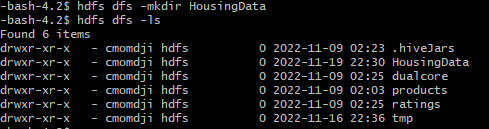 -bash-4.2$ hdfs dfs -mkdir HousingData
-bash-4.2$ hdfs dfs -ls
Found 6 items
drwxr-xr-x   - cmomdji hdfs          0 2022-11-09 02:23 .hiveJars
drwxr-xr-x   - cmomdji hdfs          0 2022-11-19 22:30 HousingData
drwxr-xr-x   - cmomdji hdfs          0 2022-11-09 02:25 dualcore
drwxr-xr-x   - cmomdji hdfs          0 2022-11-09 02:03 products
drwxr-xr-x   - cmomdji hdfs          0 2022-11-09 02:25 ratings
drwxr-xr-x   - cmomdji hdfs          0 2022-11-16 22:36 tmp